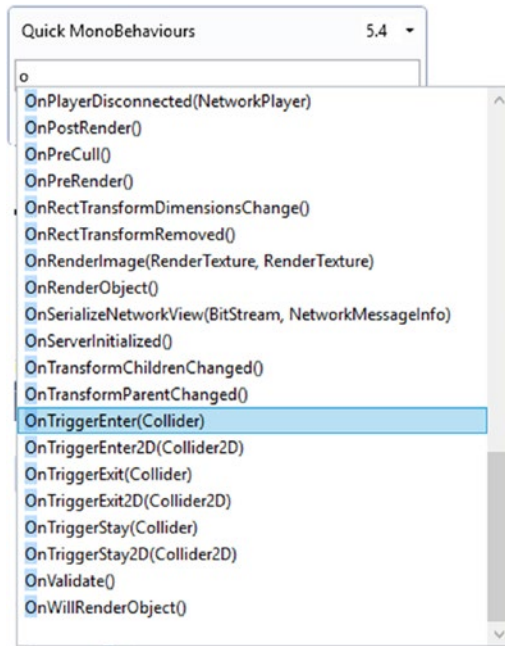 Quick MonoBehaviours 5.4
o
OnPlayerDisconnected(NetworkPlayer)
OnPostRender()
OnPreCull()
OnPreRender()
OnRectTransformDimensionsChange()
OnRectTransformRemoved()
OnRenderImage(RenderTexture, RenderTexture)
OnRenderObject()
OnSerializeNetworkView(BitStream, NetworkMessageInfo)
OnServerInitialized()
OnTransformChildrenChanged()
OnTransformParentChanged()
OnTriggerEnter(Collider)
OnTriggerEnter2D(Collider2D)
OnTriggerExit(Collider)
OnTriggerExit2D(Collider2D)
OnTriggerStay(Collider)
OnTriggerStay2D(Collider2D)
OnValidate()
OnWillRenderObject()